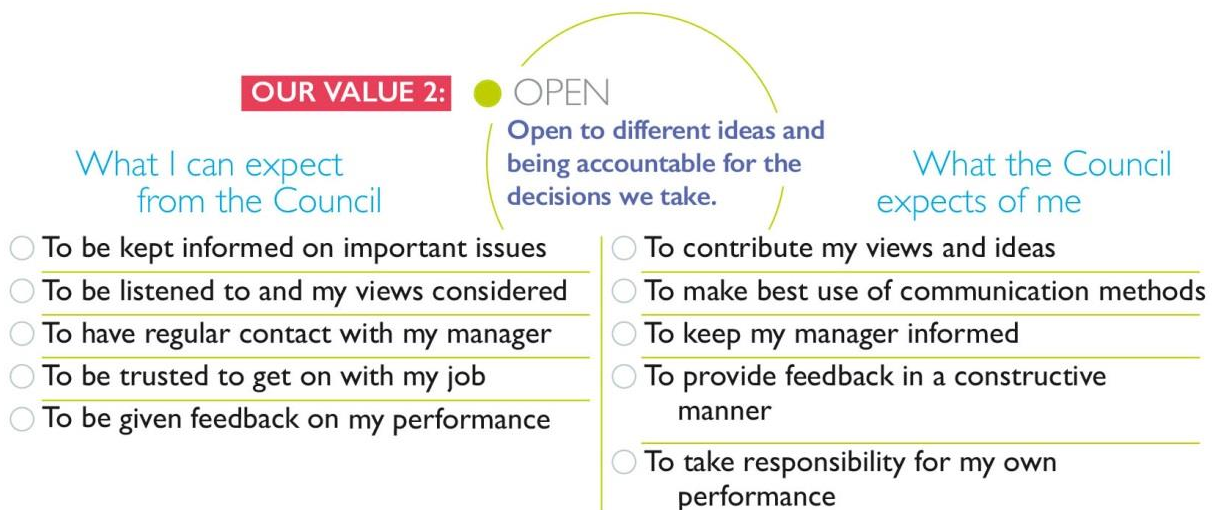 OUR VALUE 2:
OPEN
Open to different ideas and
being accountable for the
decisions we take.
What I can expect
from the Council
To be kept informed on important issues
To be listened to and my views considered
To have regular contact with my manager
To be trusted to get on with my job
To be given feedback on my performance
What the Council
expects of me
To contribute my views and ideas
To make best use of communication methods
To keep my manager informed
To provide feedback in a constructive
manner
To take responsibility for my own
performance